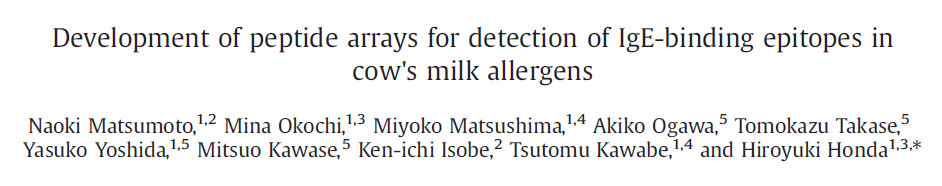 Development of peptide arrays for detection of IgE-binding epitopes in
cow's milk allergens
Naoki Matsumoto,1,2 Mina Okochi,1,3 Miyoko Matsushima,1,4 Akiko Ogawa,5 Tomokazu Takase,5
Yasuko Yoshida,1,5 Mitsuo Kawase,5 Ken-ichi Isobe,2 Tsutomu Kawabe,1,4 and Hiroyuki Honda1,3,*